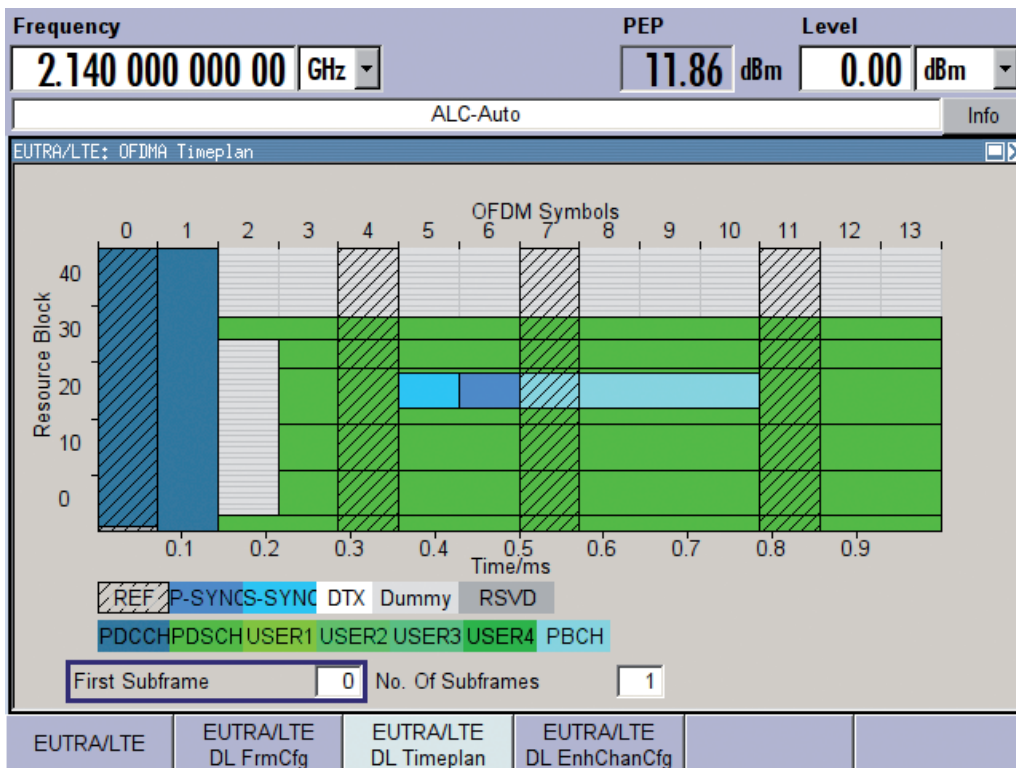 Frequency PEP Level
2.140 000 000 00 GHz 11.86 dBm 0.00 dBm
ALC-Auto Info
EUTRA/LTE: OFDMA Timeplan
OFDM Symbols
0 1 2 3 4 5 6 7 8 9 10 11 12 13
Resource Block
40
30
20
10
0
0.1 0.2 0.3 0.4 0.5 0.6 0.7 0.8 0.9
Time/ms
REF P-SYNC S-SYNC DTX Dummy RSVD
PDCCH PDSCH USER1 USER2 USER3 USER4 PBCH
First Subframe 0 No. Of Subframes 1
EUTRA/LTE
EUTRA/LTE
DL FrmCfg
EUTRA/LTE
DL Timeplan
EUTRA/LTE
DL EnhChanCfg